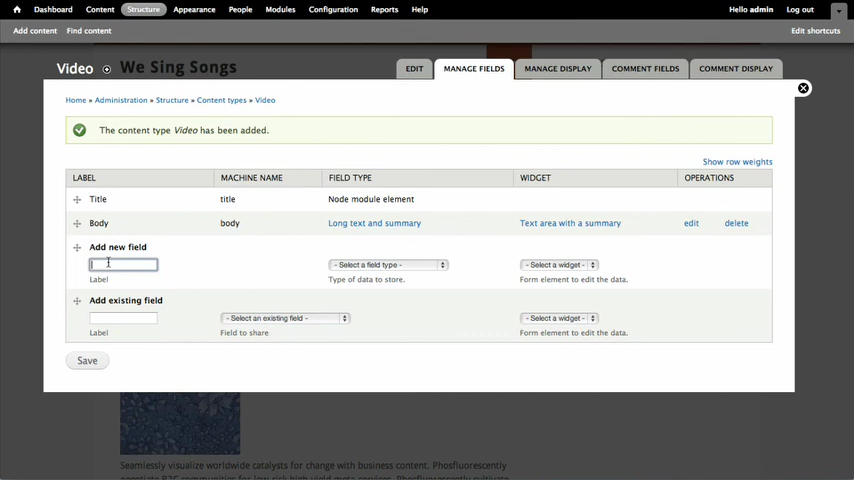 Dashboard Content Structure Appearance People Modules Configuration Reports Help Hello admin Log out
Add content Find content Edit shortcuts
We Sing Songs
Video EDIT MANAGE FIELDS MANAGE DISPLAY COMMENT FIELDS COMMENT DISPLAY
Home » Administration » Structure » Content types » Video
The content type Video has been added.
Show row weights
LABEL MACHINE NAME FIELD TYPE WIDGET OPERATIONS
Title title Node module element
Body body Long text and summary Text area with a summary edit delete
Add new field
- Select a field type - - Select a widget -
Label Type of data to store. Form element to edit the data.
Add existing field
- Select an existing field - - Select a widget -
Label Field to share Form element to edit the data.
Save
Seamlessly visualize worldwide catalysts for change with business content. Phosfluorescently